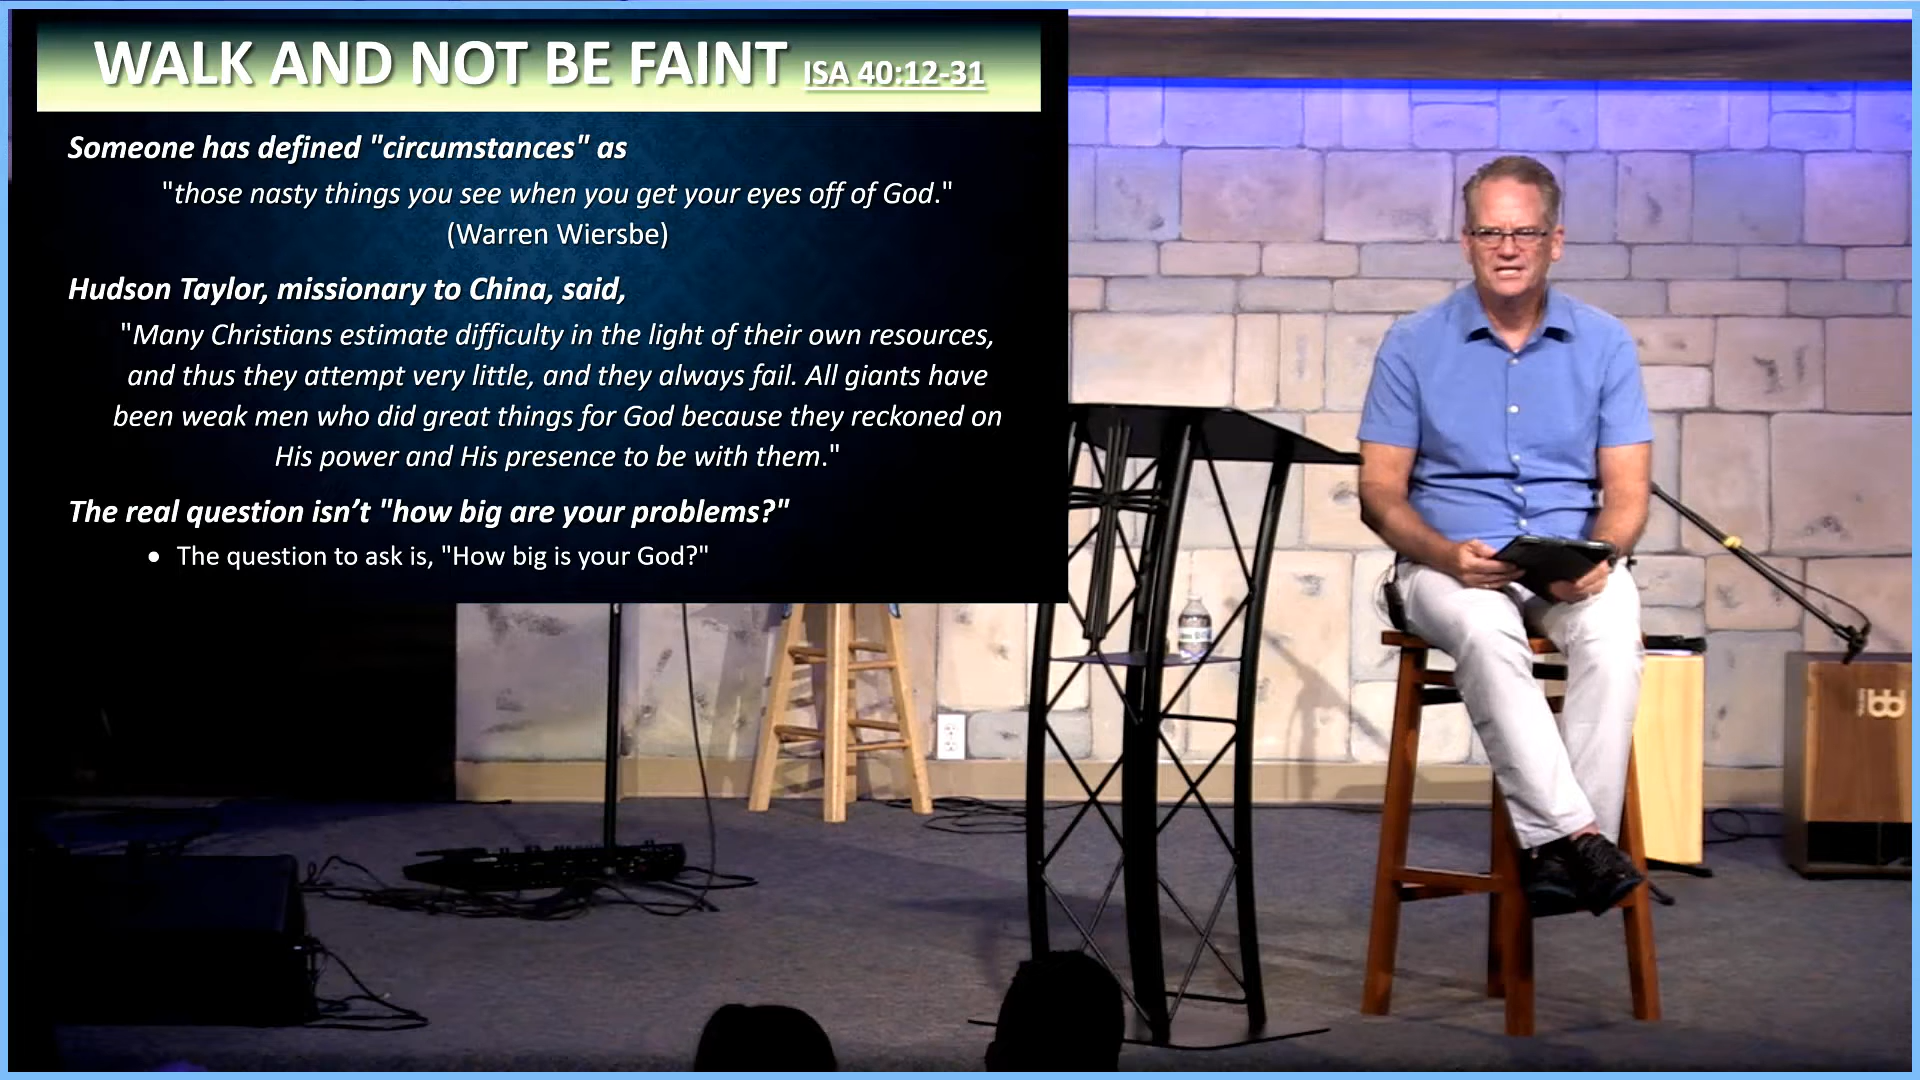 WALK AND NOT BE FAINT ISA 40:12-31
Someone has defined "circumstances" as
"those nasty things you see when you get your eyes off of God."
(Warren Wiersbe)
Hudson Taylor, missionary to China, said,
"Many Christians estimate difficulty in the light of their own resources,
and thus they attempt very little, and they always fail. All giants have
been weak men who did great things for God because they reckoned on
His power and His presence to be with them."
The real question isn’t "how big are your problems?"
● The question to ask is, "How big is your God?"